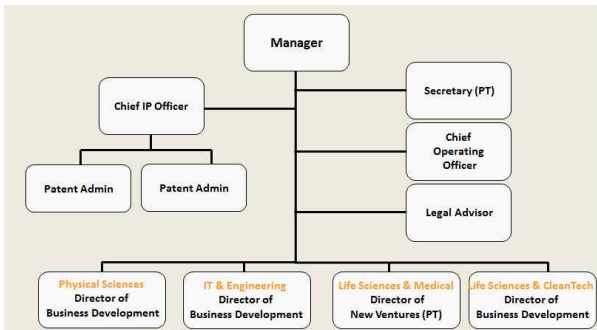 Manager
Secretary (PT)
Chief IP Officer
Chief
Operating
Officer
Patent Admin
Patent Admin
Legal Advisor
Physical Sciences
Director of
Business Development
IT & Engineering
Director of
Business Development
Life Sciences & Medical
Director of
New Ventures (PT)
Life Sciences & CleanTech
Director of
Business Development